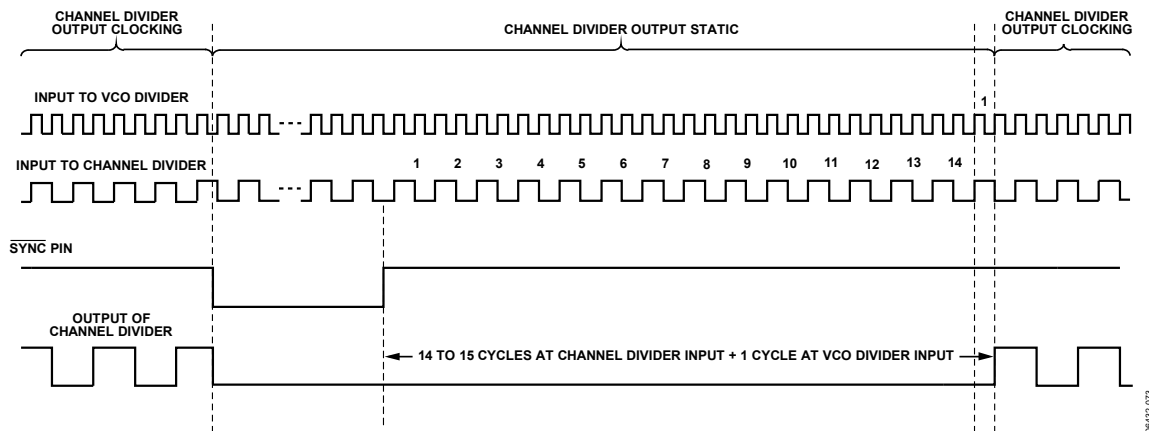 CHANNEL DIVIDER
OUTPUT CLOCKING
CHANNEL DIVIDER OUTPUT STATIC
CHANNEL DIVIDER
OUTPUT CLOCKING
INPUT TO VCO DIVIDER
1
INPUT TO CHANNEL DIVIDER
1 2 3 4 5 6 7 8 9 10 11 12 13 14
SYNC PIN
OUTPUT OF
CHANNEL DIVIDER
14 TO 15 CYCLES AT CHANNEL DIVIDER INPUT + 1 CYCLE AT VCO DIVIDER INPUT
06432-073